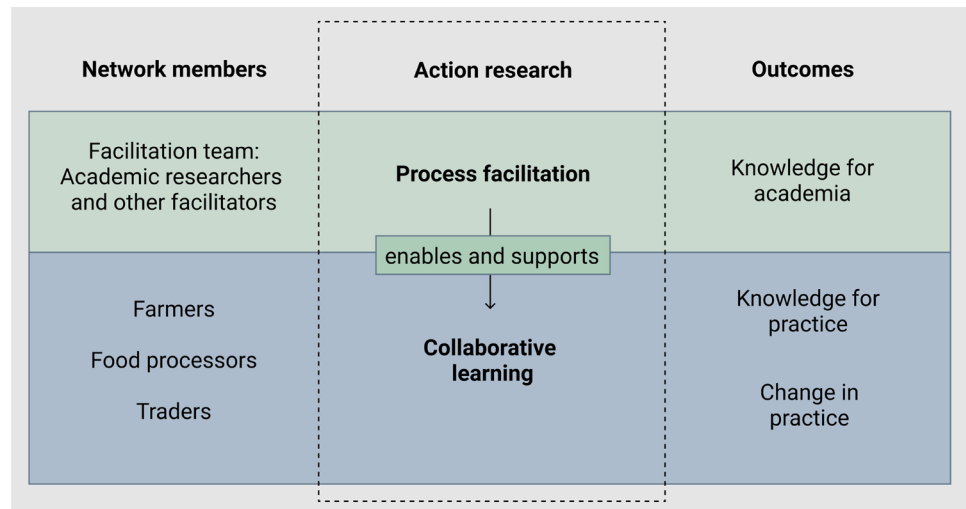 Network members
Action research
Outcomes
Facilitation team:
Academic researchers
and other facilitators
Process facilitation
Knowledge for
academia
enables and supports
Farmers
Food processors
Traders
Collaborative
learning
Knowledge for
practice
Change in
practice